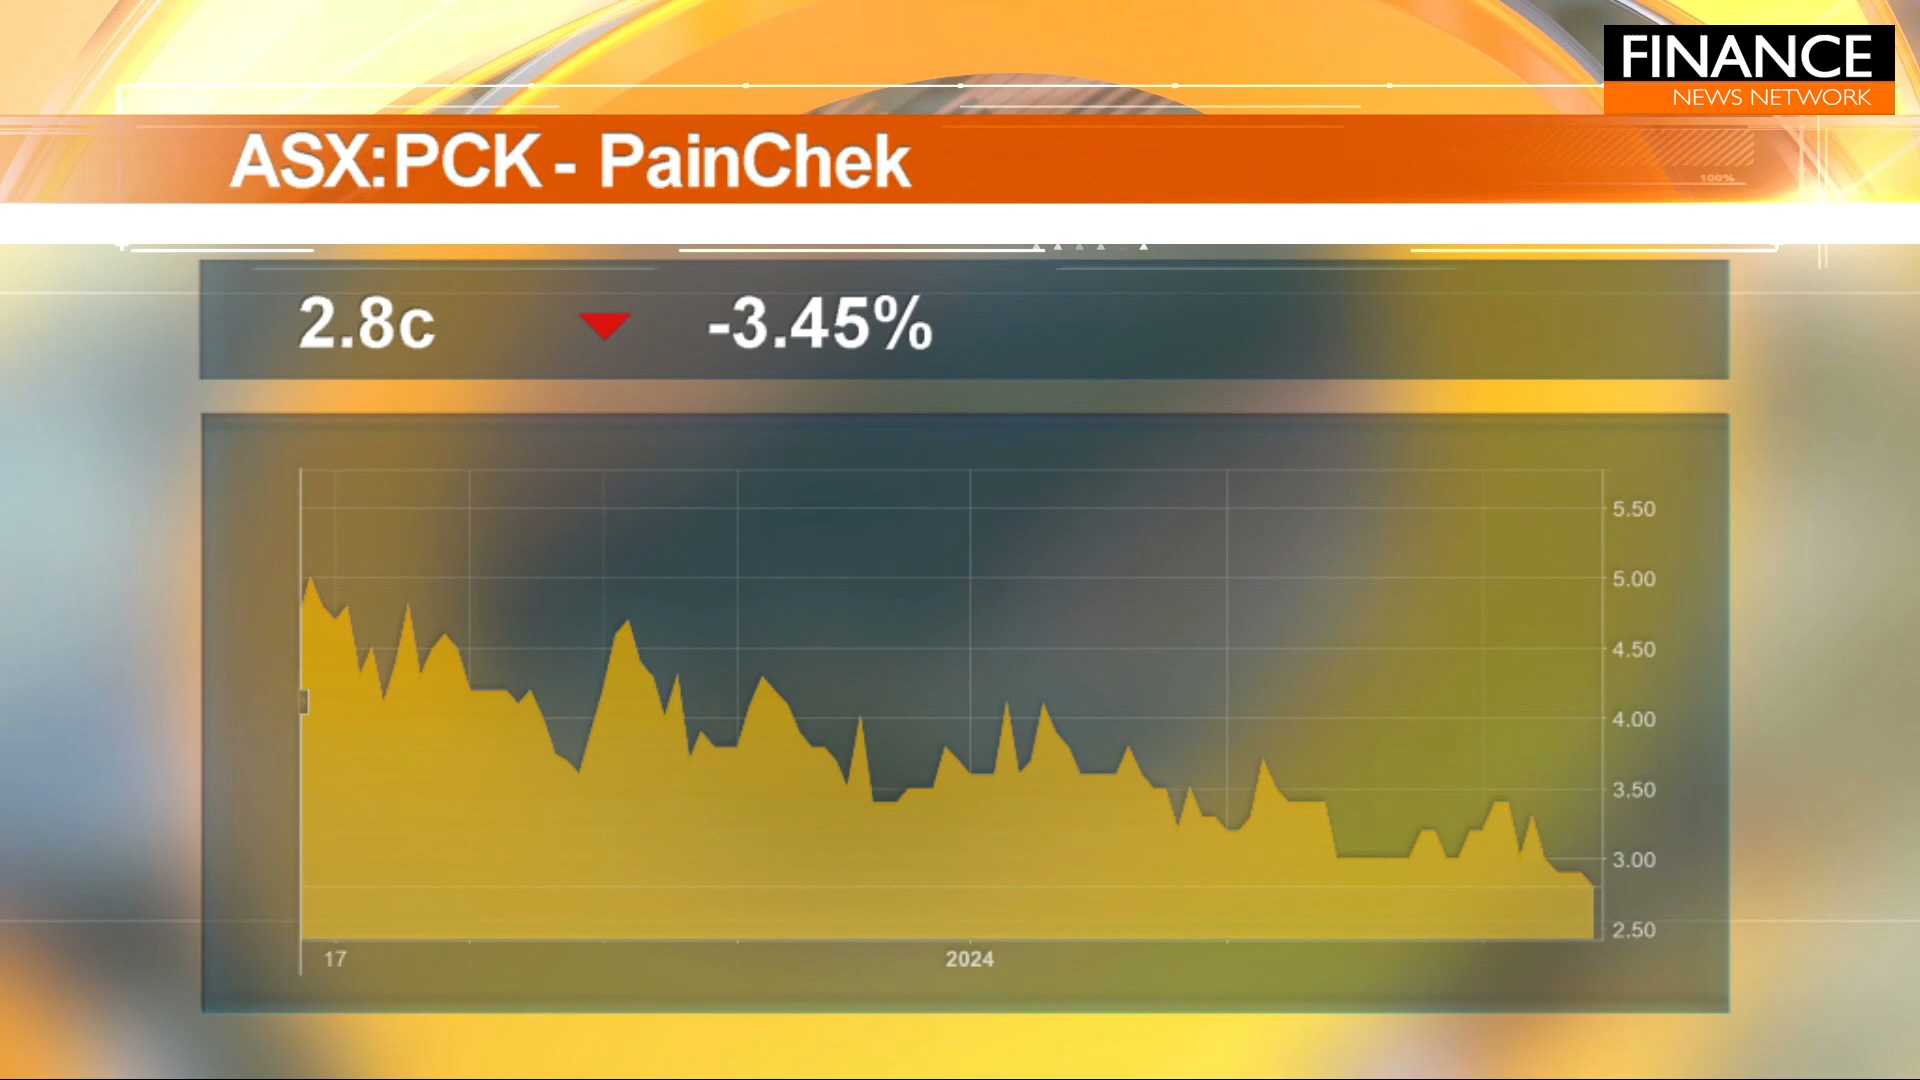 FINANCE
NEWS NETWORK
ASX:PCK - PainChek
100%
2.8c -3.45%
5.50
5.00
4.50
4.00
3.50
3.00
2.50
17 2024